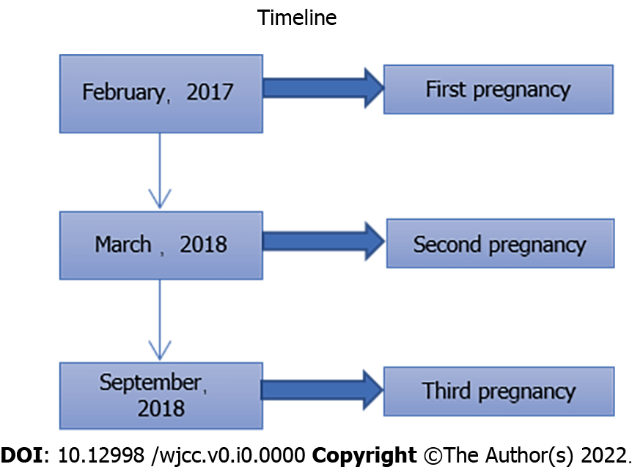 Timeline
February, 2017
First pregnancy
March , 2018
Second pregnancy
September,
2018
Third pregnancy
DOI: 10.12998 /wjcc.v0.i0.0000 Copyright ©The Author(s) 2022.